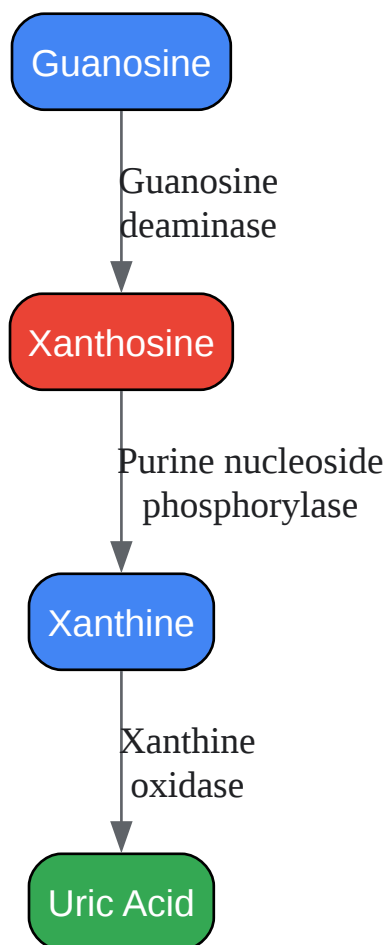 Guanosine
Guanosine
deaminase
Xanthosine
Purine nucleoside
phosphorylase
Xanthine
Xanthine
oxidase
Uric Acid